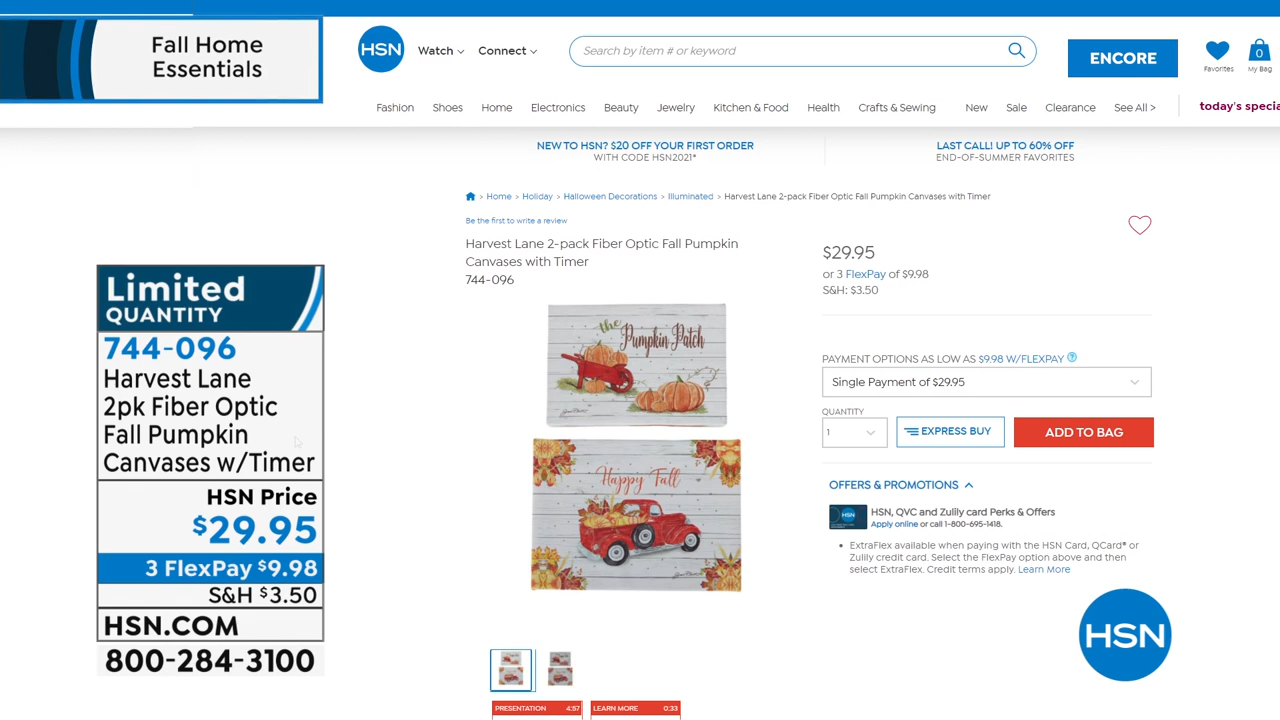 Fall Home
Essentials
HSN
Watch
Connect
Search by item # or keyword
ENCORE
Favorites
0
My Bag
Fashion
Shoes
Home
Electronics
Beauty
Jewelry
Kitchen & Food
Health
Crafts & Sewing
New
Sale
Clearance
See All >
today's specia
NEW TO HSN? $20 OFF YOUR FIRST ORDER
WITH CODE HSN2021*
LAST CALL! UP TO 60% OFF
END-OF-SUMMER FAVORITES
> Home > Holiday > Halloween Decorations > Illuminated > Harvest Lane 2-pack Fiber Optic Fall Pumpkin Canvases with Timer
Be the first to write a review
Harvest Lane 2-pack Fiber Optic Fall Pumpkin
Canvases with Timer
744-096
the
Pumpkin Patch
Happy Fall
PRESENTATION 4:57
LEARN MORE 0:33
$29.95
or 3 FlexPay of $9.98
S&H: $3.50
PAYMENT OPTIONS AS LOW AS $9.98 W/FLEXPAY ?
Single Payment of $29.95
QUANTITY
1
EXPRESS BUY
ADD TO BAG
OFFERS & PROMOTIONS
HSN
HSN, QVC and Zulily card Perks & Offers
Apply online or call 1-800-695-1418.
• ExtraFlex available when paying with the HSN Card, QCard® or
Zulily credit card. Select the FlexPay option above and then
select ExtraFlex. Credit terms apply. Learn More
HSN
Limited
QUANTITY
744-096
Harvest Lane
2pk Fiber Optic
Fall Pumpkin
Canvases w/Timer
HSN Price
$29.95
3 FlexPay $9.98
S&H $3.50
HSN.COM
800-284-3100